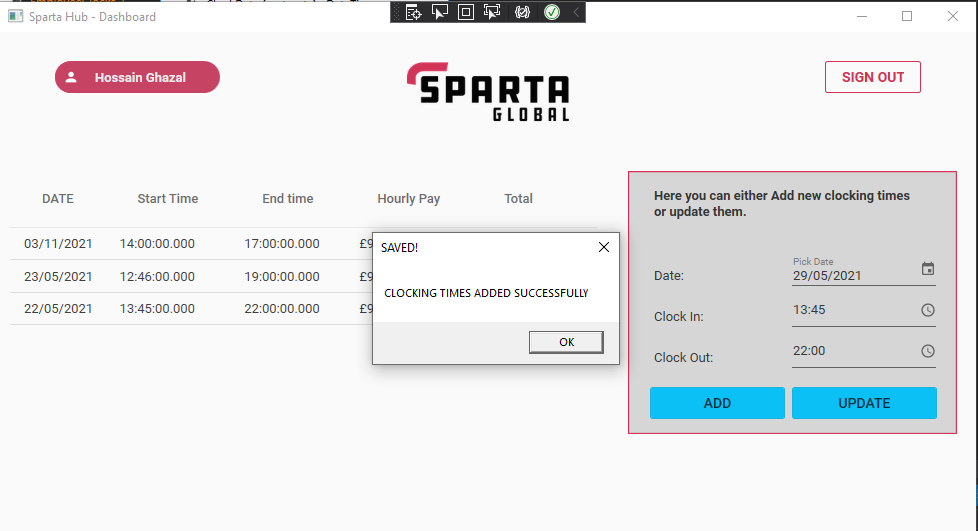 Sparta Hub - Dashboard
Hossain Ghazal
SPARTA
GLOBAL
SIGN OUT
DATE Start Time End time Hourly Pay Total
03/11/2021 14:00:00.000 17:00:00.000 £9
23/05/2021 12:46:00.000 19:00:00.000 £9
22/05/2021 13:45:00.000 22:00:00.000 £9
SAVED!
CLOCKING TIMES ADDED SUCCESSFULLY
OK
Here you can either Add new clocking times
or update them.
Pick Date
Date: 29/05/2021
Clock In: 13:45
Clock Out: 22:00
ADD UPDATE